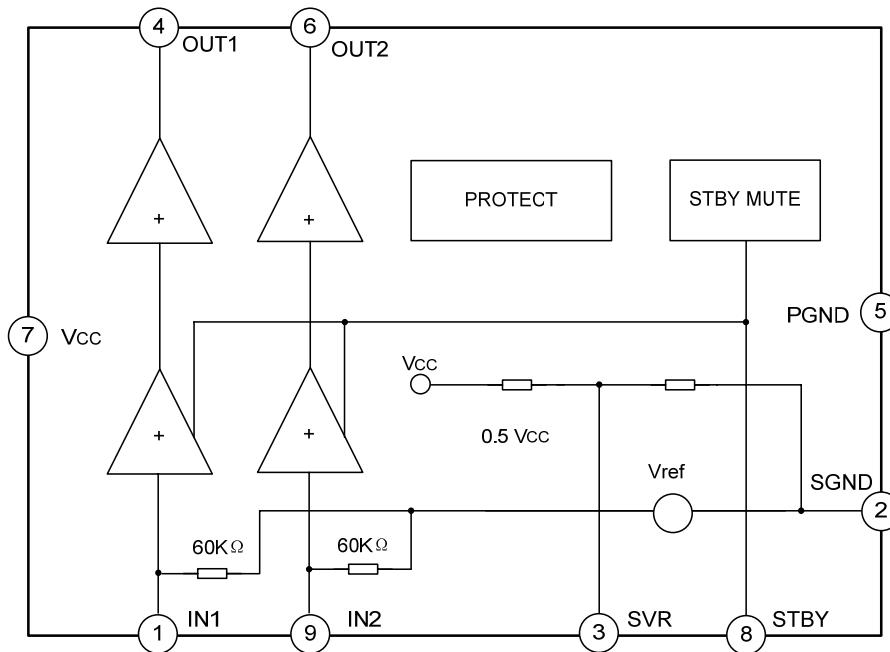 4
OUT1
6
OUT2
PROTECT
STBY MUTE
+
+
7
VCC
PGND
5
VCC
+
+
0.5 VCC
Vref
SGND
2
60KΩ
60KΩ
1
IN1
9
IN2
3
SVR
8
STBY